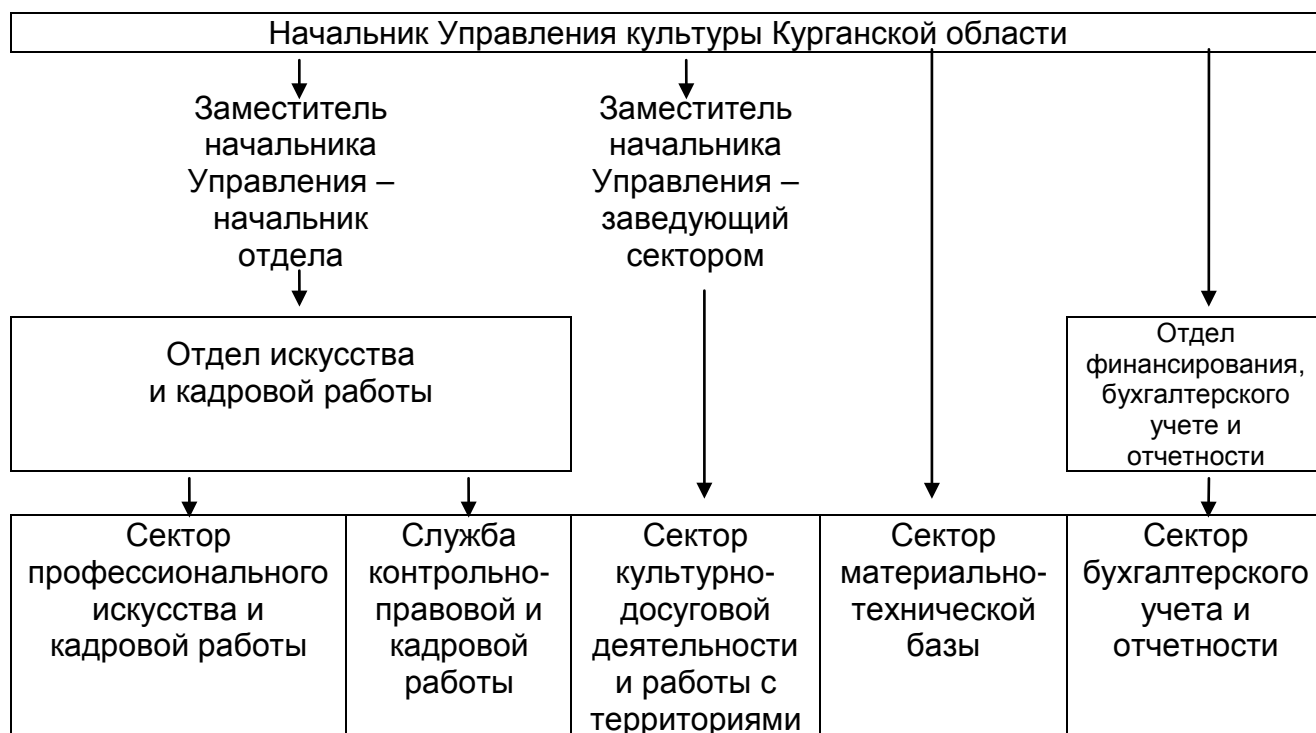 Начальник Управления культуры Курганской области
Заместитель
начальника
Управления –
начальник
отдела
Заместитель
начальника
Управления –
заведующий
сектором
Отдел искусства
и кадровой работы
Отдел
финансирования,
бухгалтерского
учете и
отчетности
Сектор
профессионального
искусства и
кадровой работы
Служба
контрольно-
правовой и
кадровой
работы
Сектор
культурно-
досуговой
деятельности
и работы с
территориями
Сектор
материально-
технической
базы
Сектор
бухгалтерского
учета и
отчетности